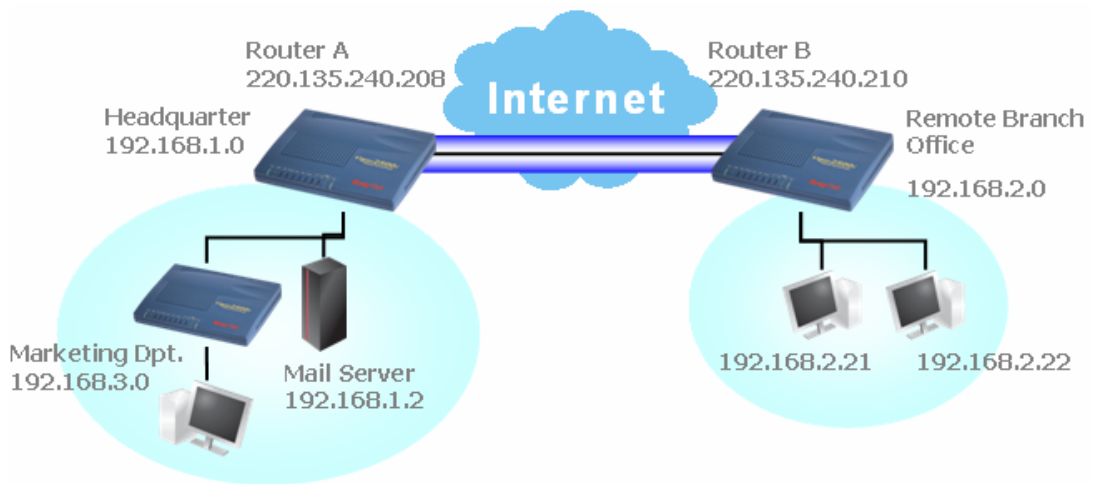 Router A
220.135.240.208
Internet
Router B
220.135.240.210
Headquarter
192.168.1.0
Remote Branch
Office
192.168.2.0
Marketing Dpt.
192.168.3.0
Mail Server
192.168.1.2
192.168.2.21
192.168.2.22